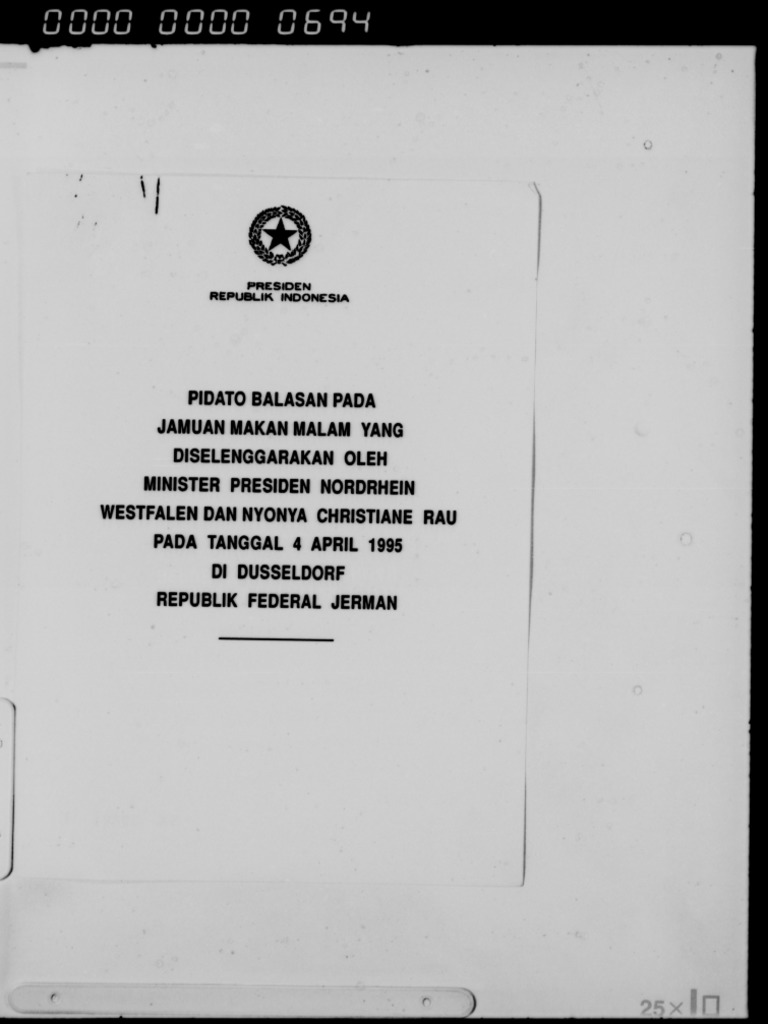 0000 0000 0694
PRESIDEN
REPUBLIK INDONESIA
PIDATO BALASAN PADA
JAMUAN MAKAN MALAM YANG
DISELENGGARAKAN OLEH
MINISTER PRESIDEN NORDRHEIN
WESTFALEN DAN NYONYA CHRISTIANE RAU
PADA TANGGAL 4 APRIL 1995
DI DUSSELDORF
REPUBLIK FEDERAL JERMAN
25×